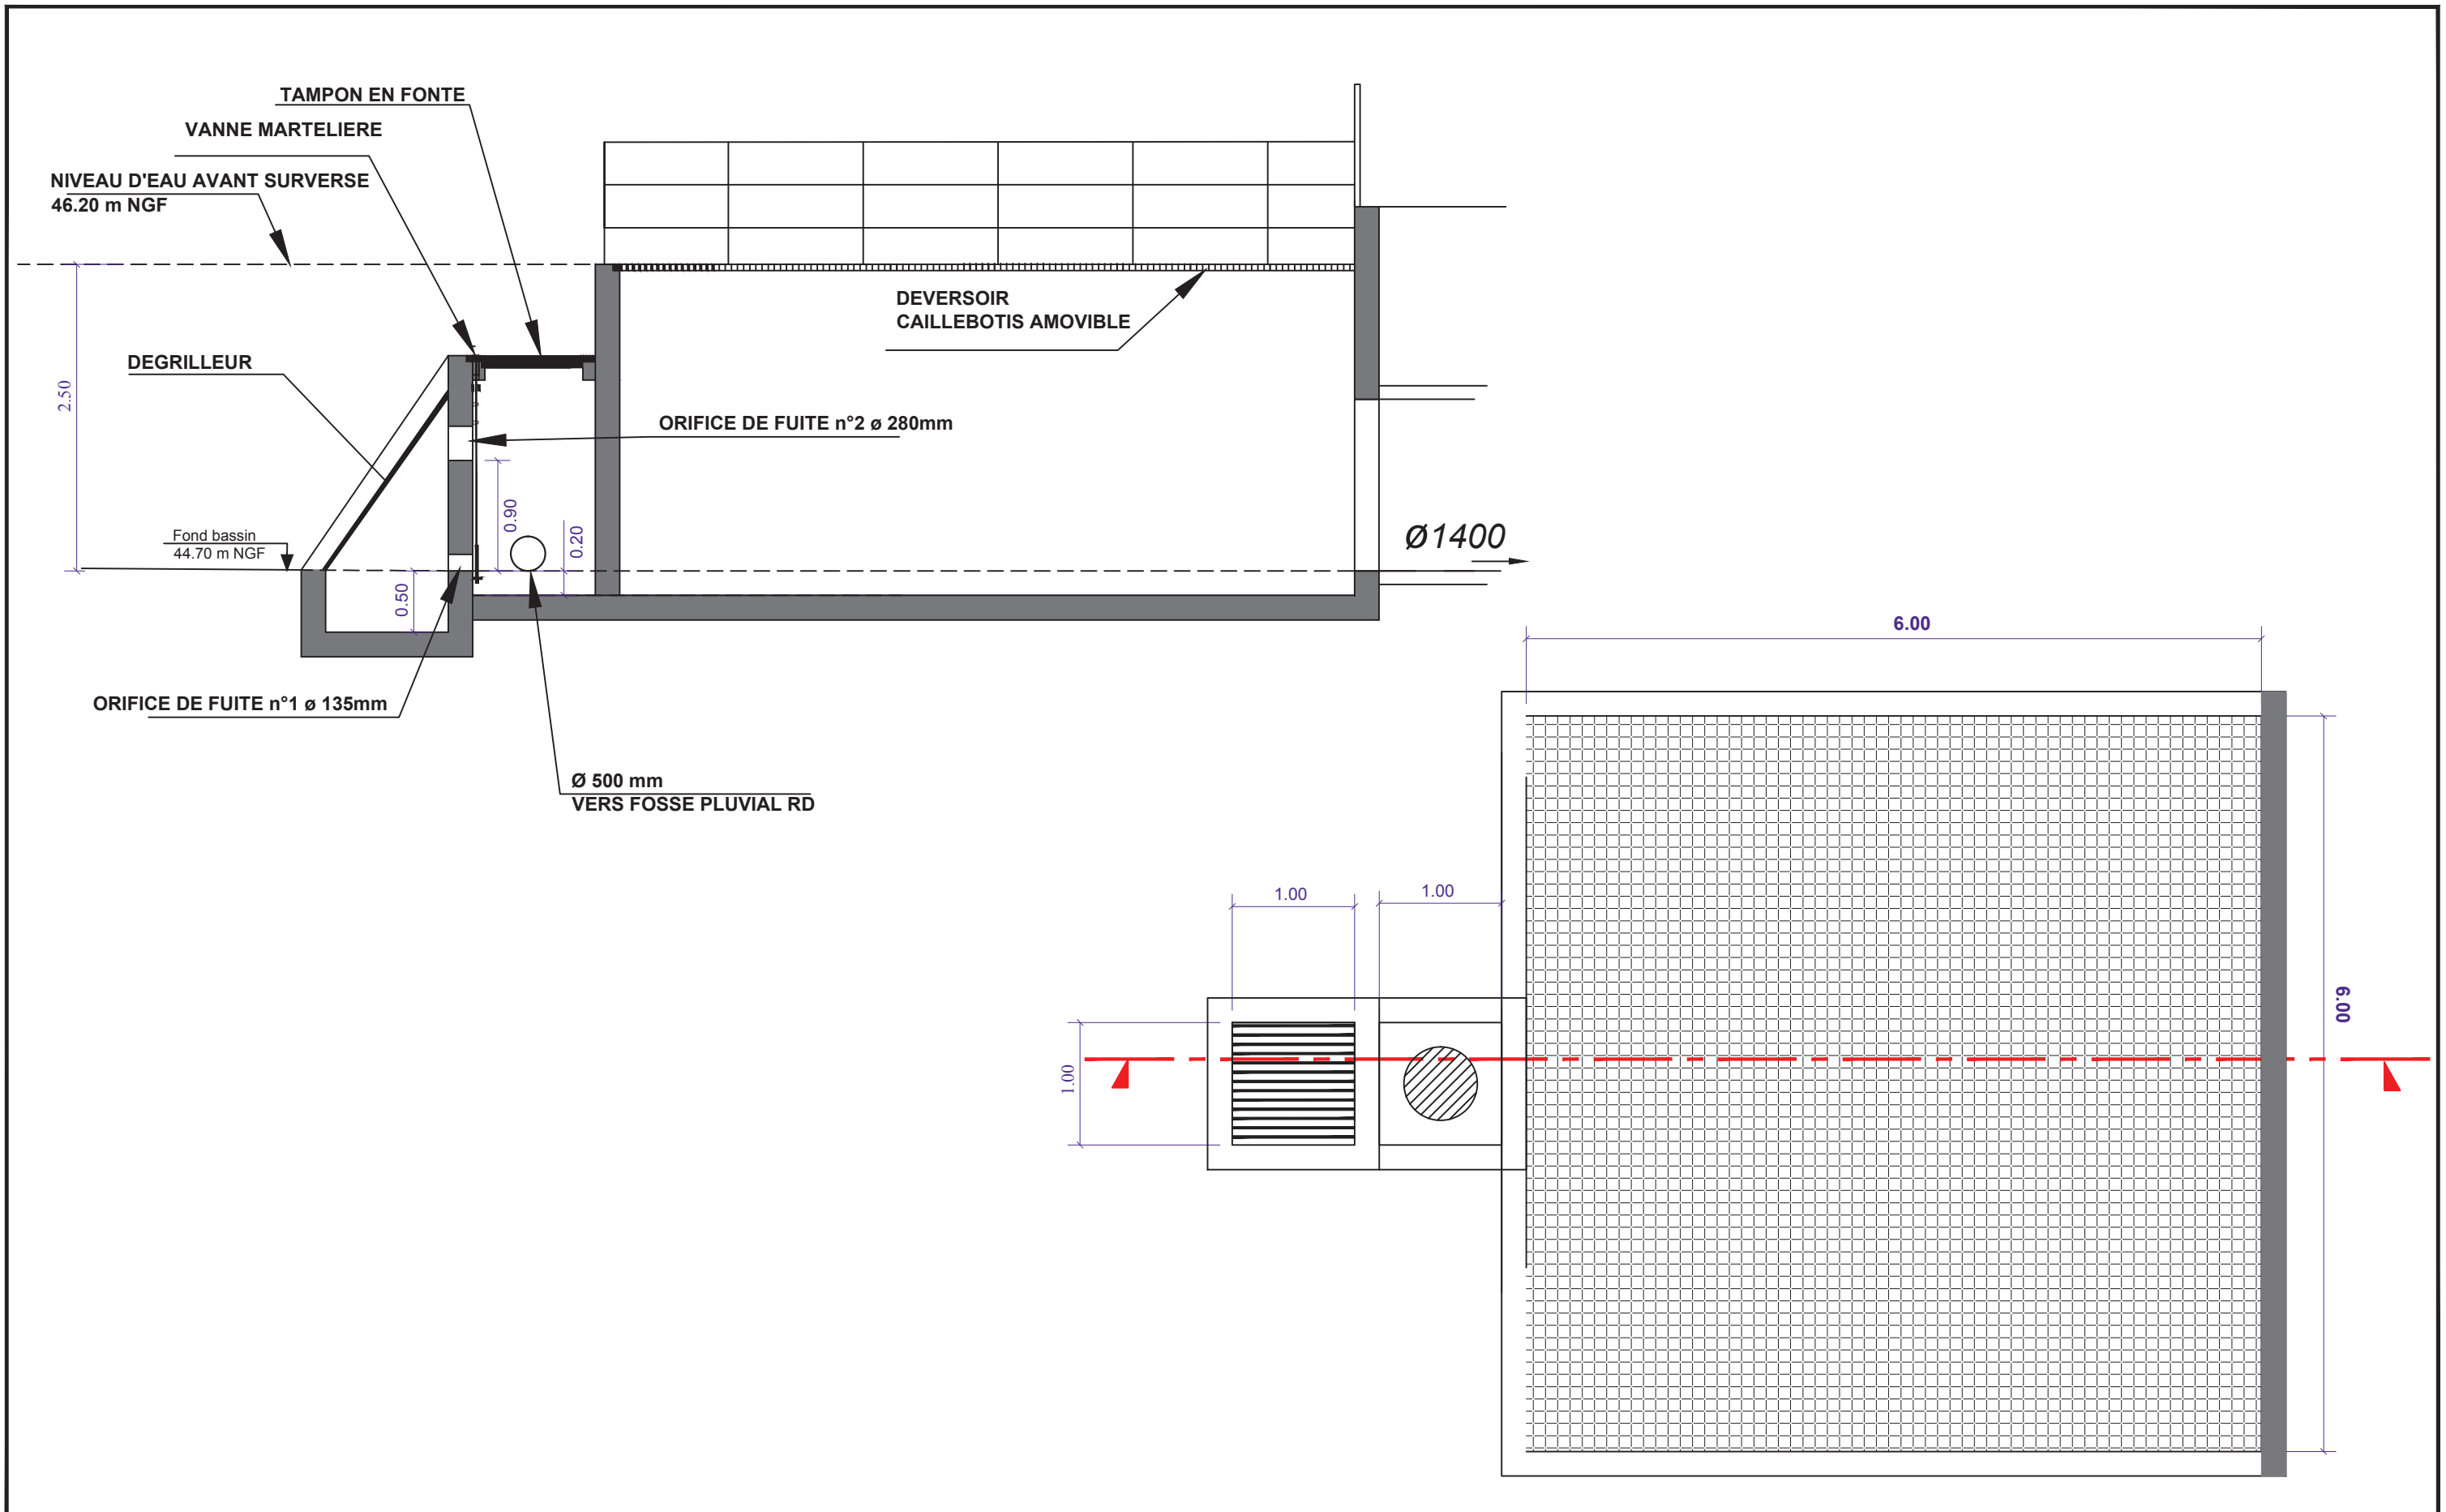 TAMPON EN FONTE
VANNE MARTELIERE
NIVEAU D'EAU AVANT SURVERSE
46.20 m NGF
DEVERSOIR
CAILLEBOTIS AMOVIBLE
DEGRILLEUR
2.50
ORIFICE DE FUITE n°2 ø 280mm
0.90
0.20
Fond bassin
44.70 m NGF
Ø1400
0.50
ORIFICE DE FUITE n°1 ø 135mm
Ø 500 mm
VERS FOSSE PLUVIAL RD
6.00
1.00
1.00
6.00
1.00